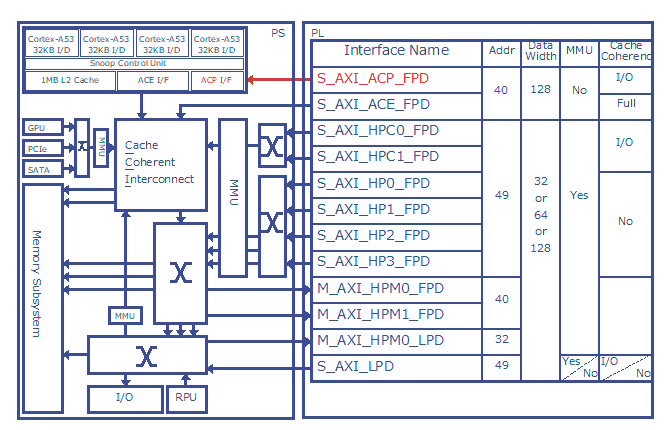 PS
Cortex-A53 Cortex-A53 Cortex-A53 Cortex-A53
32KB I/D 32KB I/D 32KB I/D 32KB I/D
Snoop Control Unit
1MB L2 Cache ACE I/F ACP I/F
GPU
PCIe
SATA
MMU
Cache
Coherent
Interconnect
MMU
Memory Subsystem
MMU
I/O
RPU
PL
Interface Name Addr Data Width MMU Cache Coherenc
S_AXI_ACP_FPD 40 128 No I/O
S_AXI_ACE_FPD Full
S_AXI_HPC0_FPD 49 32 or 64 or 128 Yes I/O
S_AXI_HPC1_FPD
S_AXI_HP0_FPD No
S_AXI_HP1_FPD
S_AXI_HP2_FPD
S_AXI_HP3_FPD
M_AXI_HPM0_FPD 40
M_AXI_HPM1_FPD
M_AXI_HPM0_LPD 32
S_AXI_LPD 49 Yes No I/O No